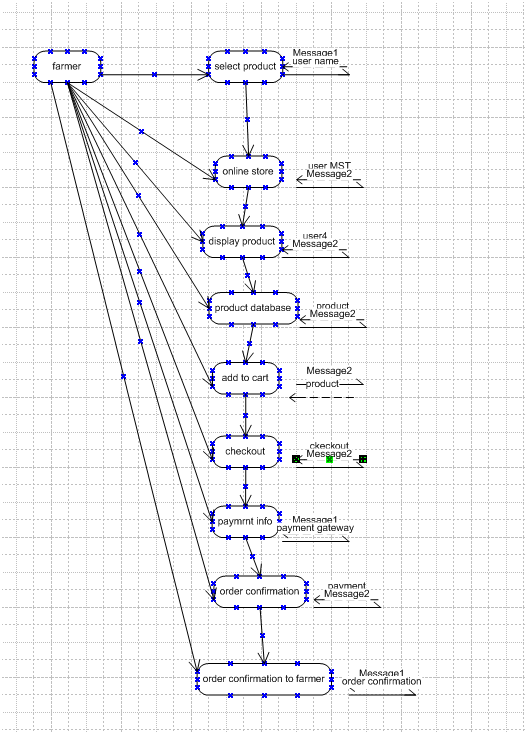 farmer
select product
Message1
user name
online store
user MST
Message2
display product
user4
Message2
product database
product
Message2
add to cart
Message2
product
checkout
ckeckout
Message2
paymrnt info
Message1
payment gateway
order confirmation
payment
Message2
order confirmation to farmer
Message1
order confirmation